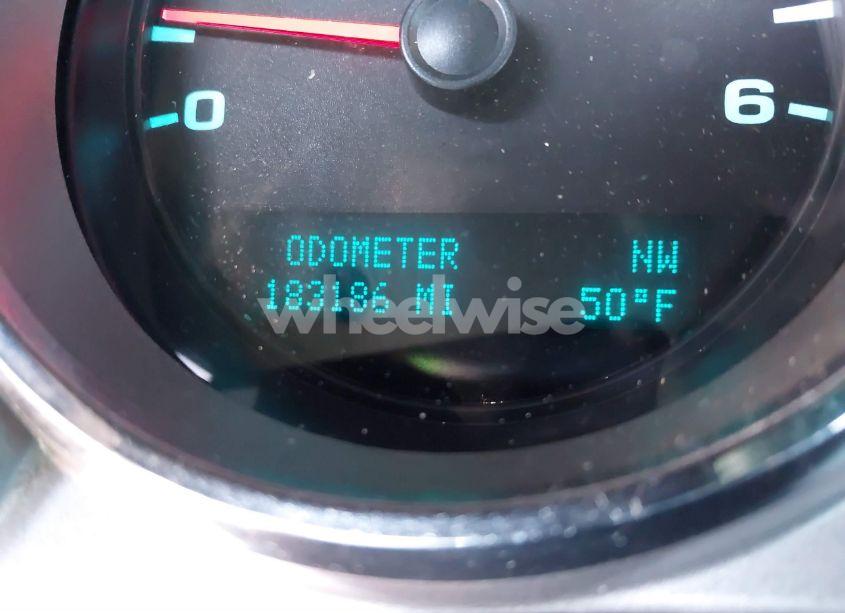 0 6
ODOMETER NW
183186 MI 50°F
wheelwise